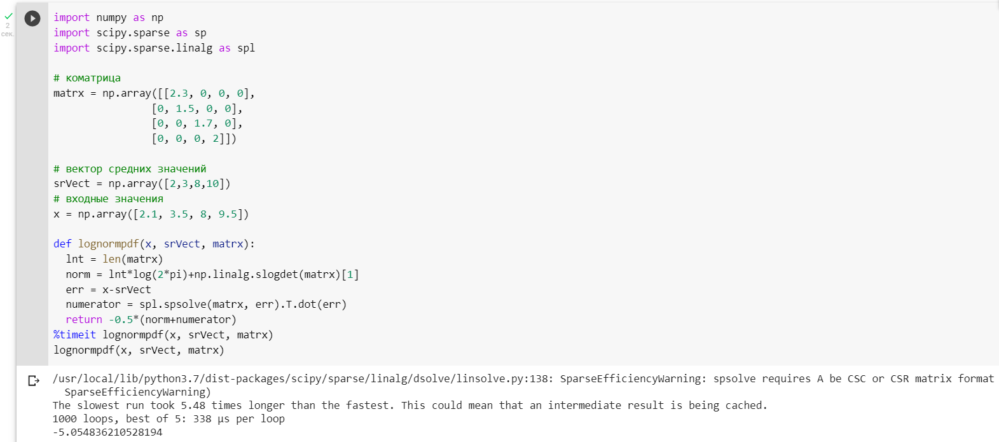 2
сек.
import numpy as np
import scipy.sparse as sp
import scipy.sparse.linalg as spl
# коматрица
matrx = np.array([[2.3, 0, 0, 0],
[0, 1.5, 0, 0],
[0, 0, 1.7, 0],
[0, 0, 0, 2]])
# вектор средних значений
srVect = np.array([2,3,8,10])
# входные значения
x = np.array([2.1, 3.5, 8, 9.5])
def lognormpdf(x, srVect, matrx):
lnt = len(matrx)
norm = lnt*log(2*pi)+np.linalg.slogdet(matrx)[1]
err = x-srVect
numerator = spl.spsolve(matrx, err).T.dot(err)
return -0.5*(norm+numerator)
%timeit lognormpdf(x, srVect, matrx)
lognormpdf(x, srVect, matrx)
/usr/local/lib/python3.7/dist-packages/scipy/sparse/linalg/dsolve/linsolve.py:138: SparseEfficiencyWarning: spsolve requires A be CSC or CSR matrix format
SparseEfficiencyWarning)
The slowest run took 5.48 times longer than the fastest. This could mean that an intermediate result is being cached.
1000 loops, best of 5: 338 µs per loop
-5.054836210528194